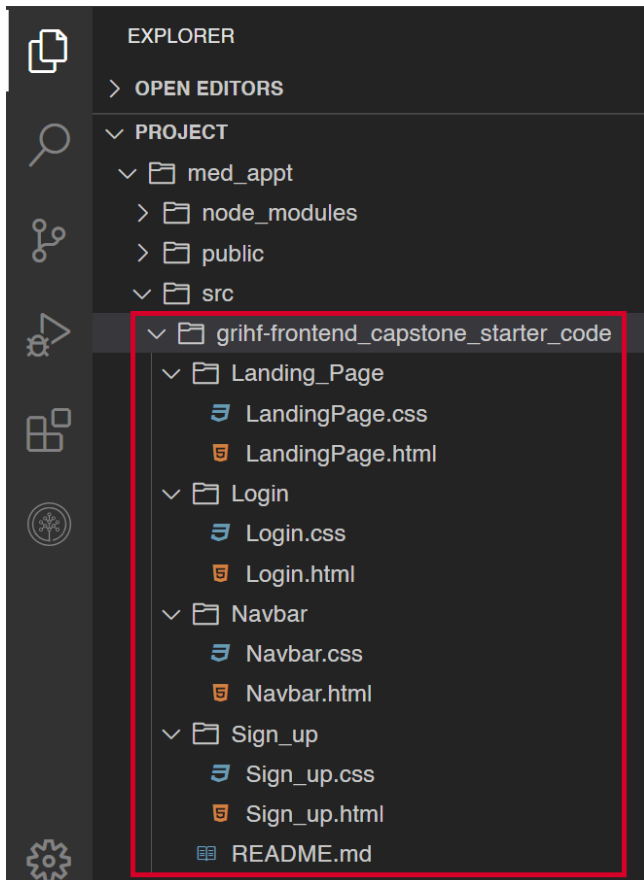 EXPLORER
OPEN EDITORS
PROJECT
med_appt
node_modules
public
src
grihf-frontend_capstone_starter_code
Landing_Page
LandingPage.css
LandingPage.html
Login
Login.css
Login.html
Navbar
Navbar.css
Navbar.html
Sign_up
Sign_up.css
Sign_up.html
README.md